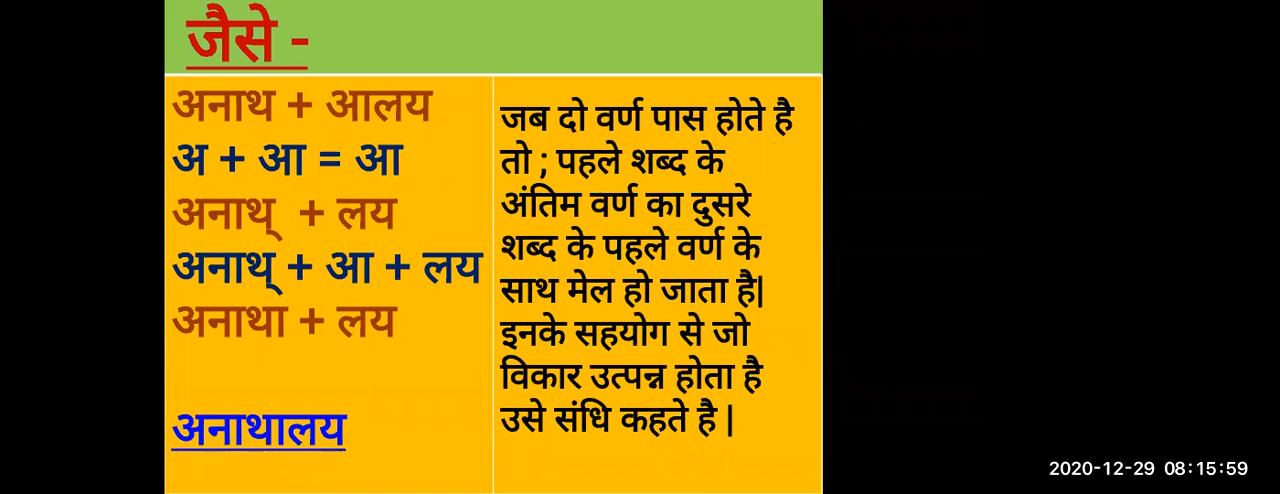 जैसे -
अनाथ + आलय
अ + आ = आ
अनाथ् + लय
अनाथ् + आ + लय
अनाथा + लय
अनाथालय
जब दो वर्ण पास होते है
तो ; पहले शब्द के
अंतिम वर्ण का दुसरे
शब्द के पहले वर्ण के
साथ मेल हो जाता है|
इनके सहयोग से जो
विकार उत्पन्न होता है
उसे संधि कहते है |
2020-12-29 08:15:59